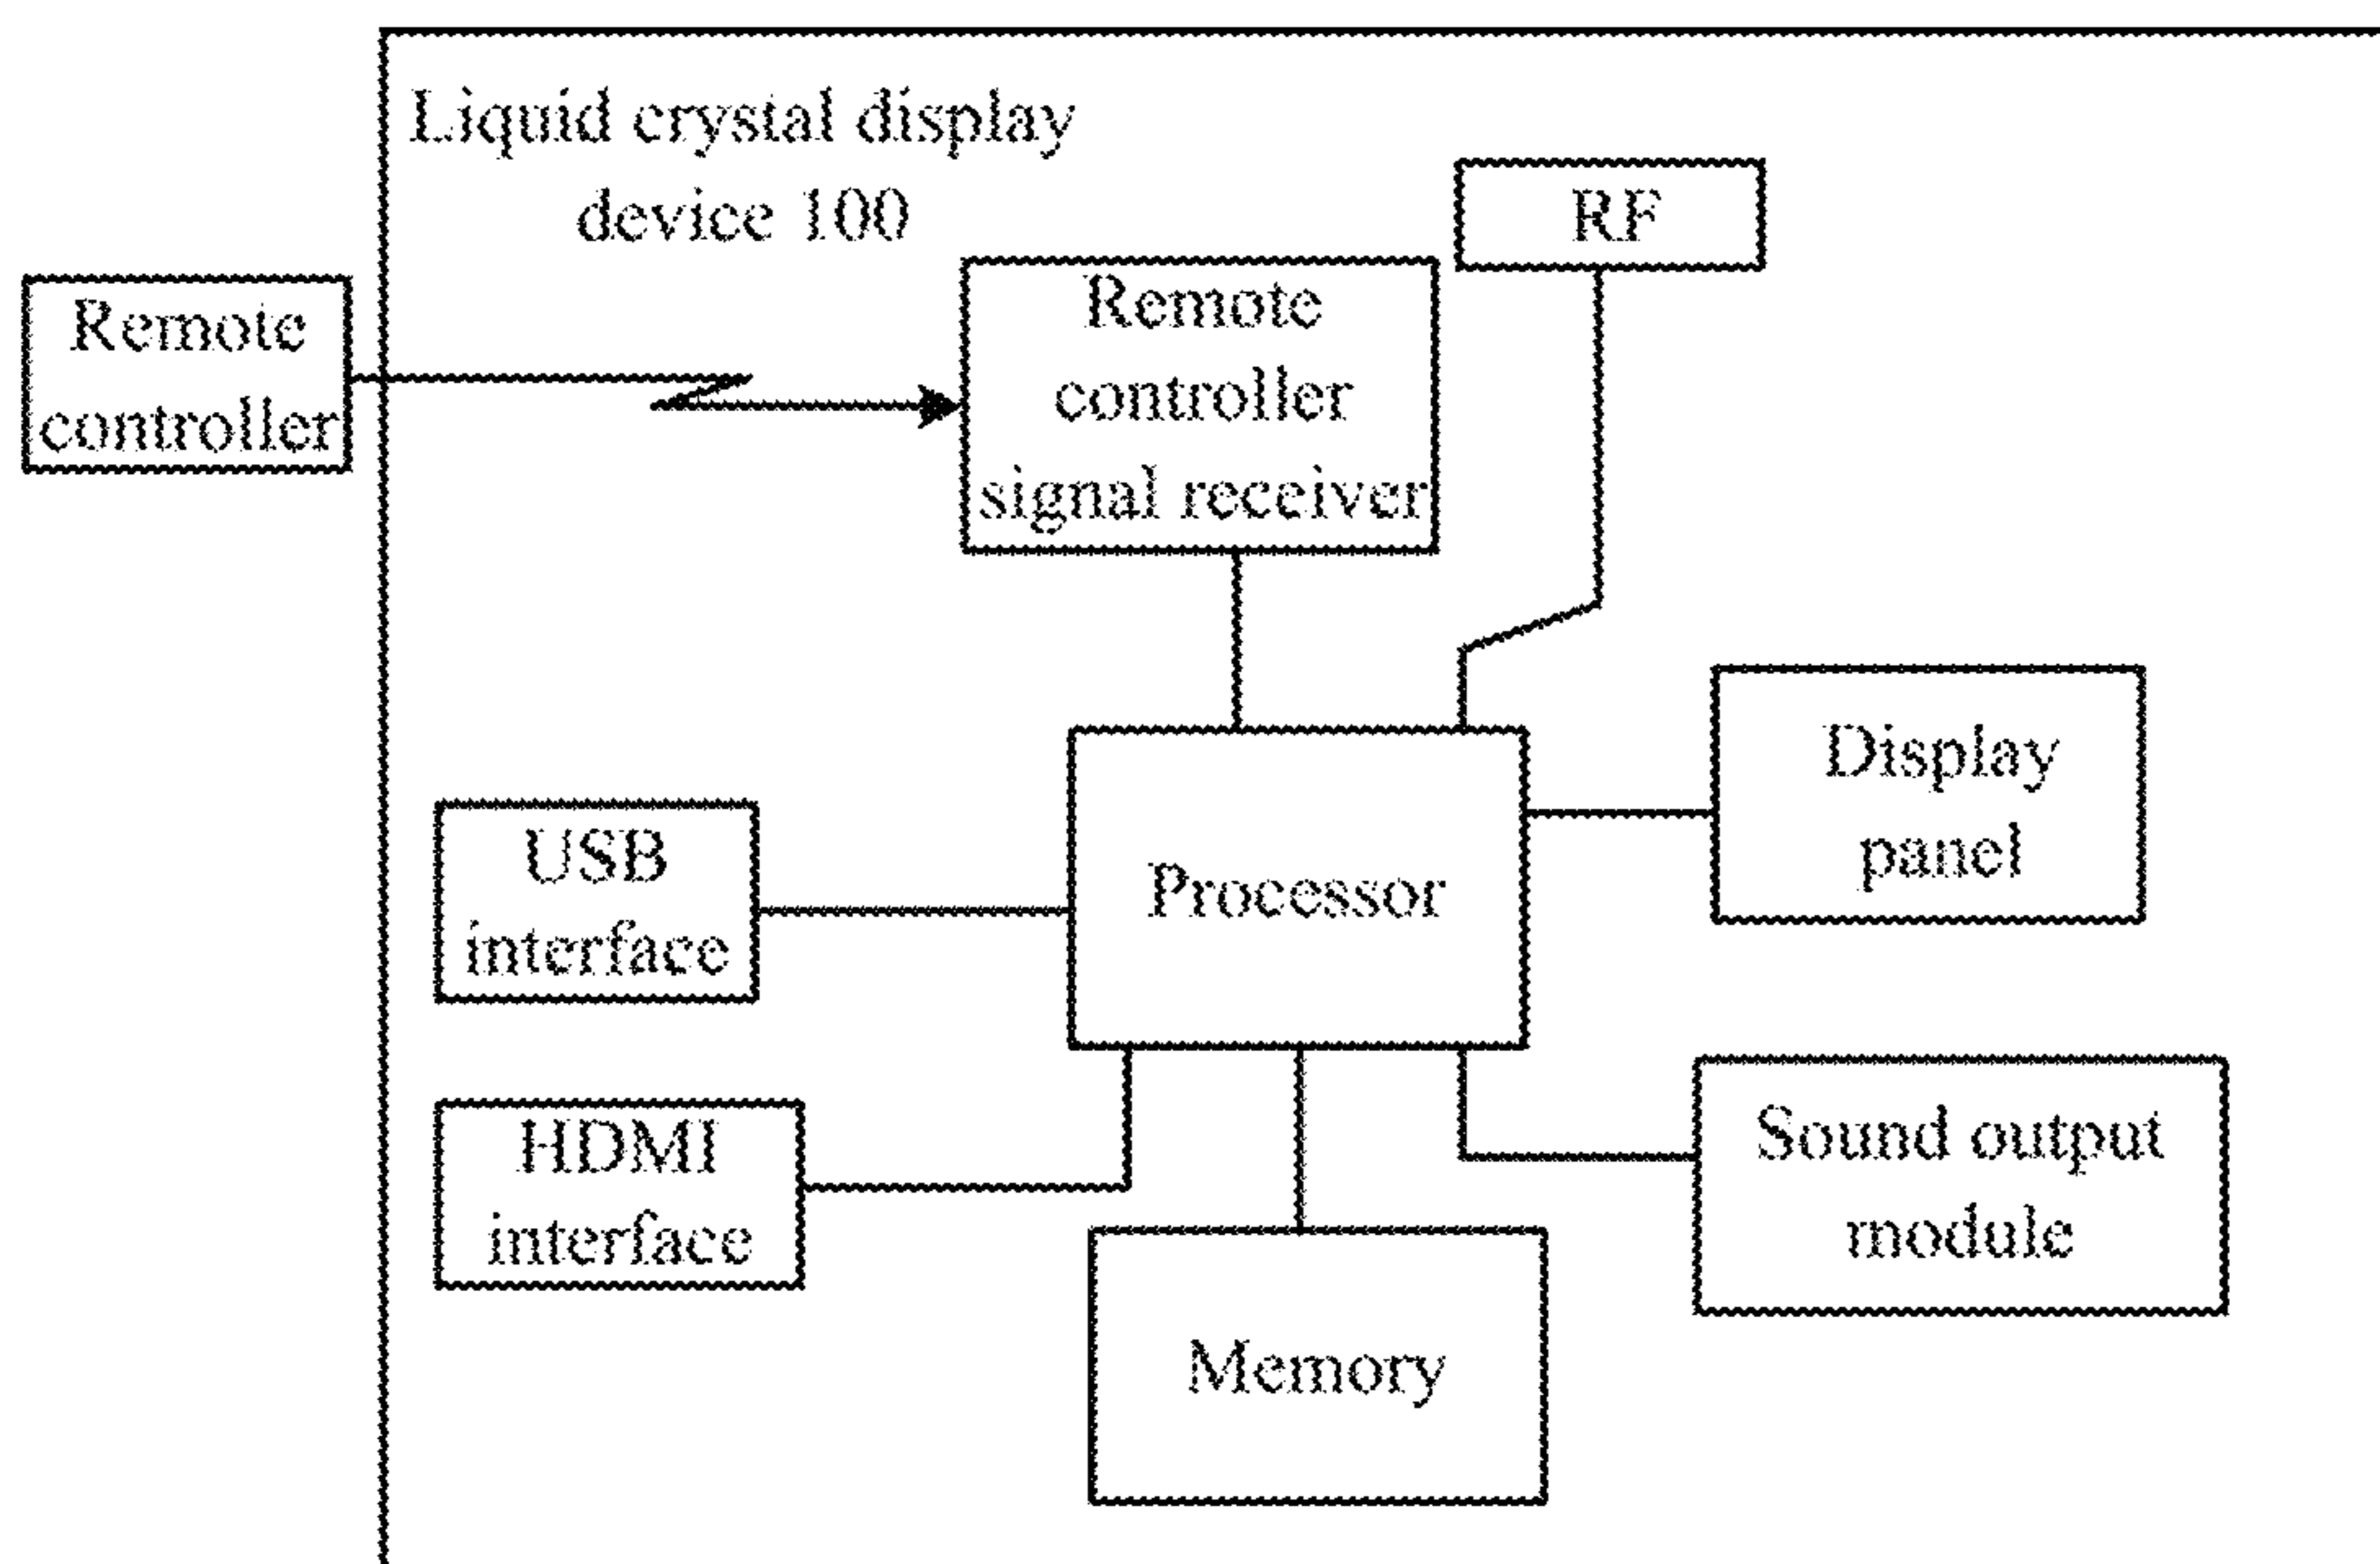 Liquid crystal display
device 100
RF
Remote
controller
Remote
controller
signal receiver
Display
panel
USB
interface
Processor
HDMI
interface
Sound output
module
Memory